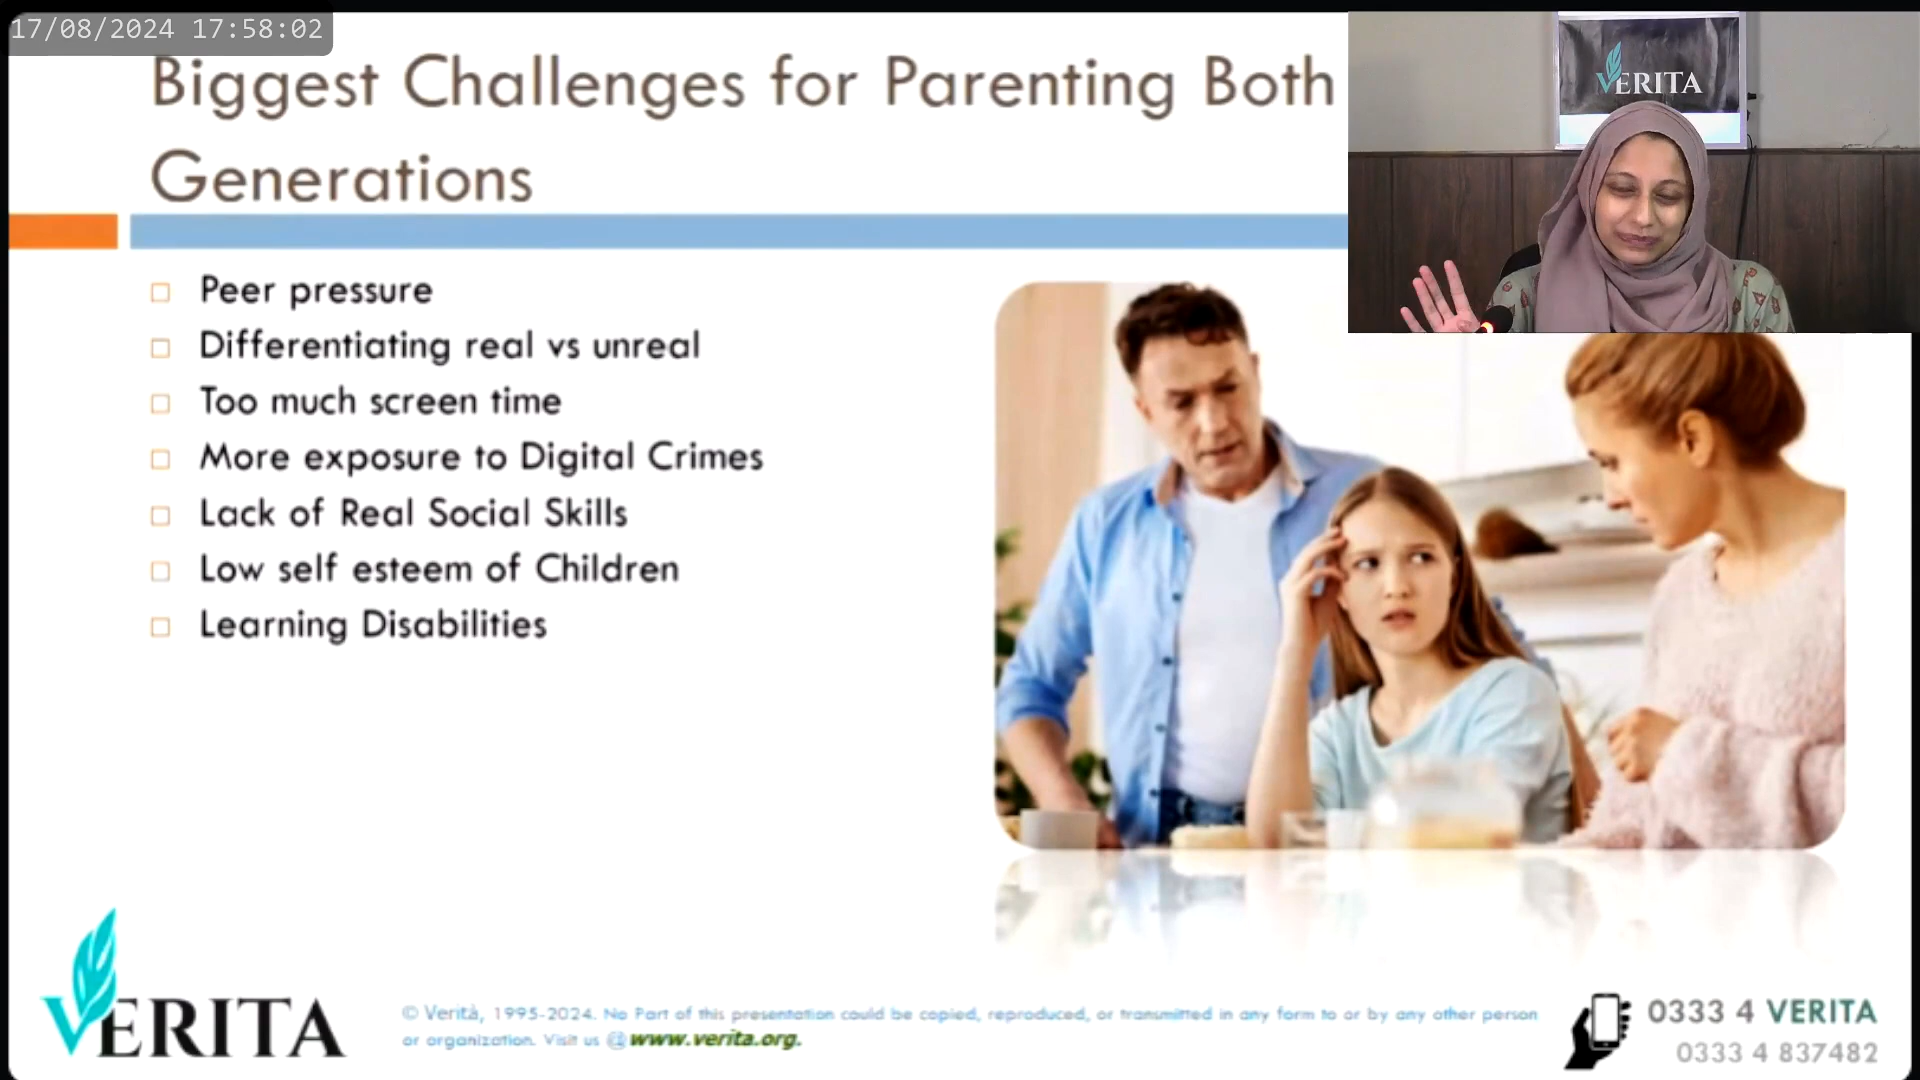 17/08/2024 17:58:02
Biggest Challenges for Parenting Both
Generations
VERITA
Peer pressure
Differentiating real vs unreal
Too much screen time
More exposure to Digital Crimes
Lack of Real Social Skills
Low self esteem of Children
Learning Disabilities
VERITA
© Verità, 1995-2024. No Part of this presentation could be copied, reproduced, or transmitted in any form to or by any other person
or organization. Visit us @www.verita.org.
0333 4 VERITA
0333 4 837482